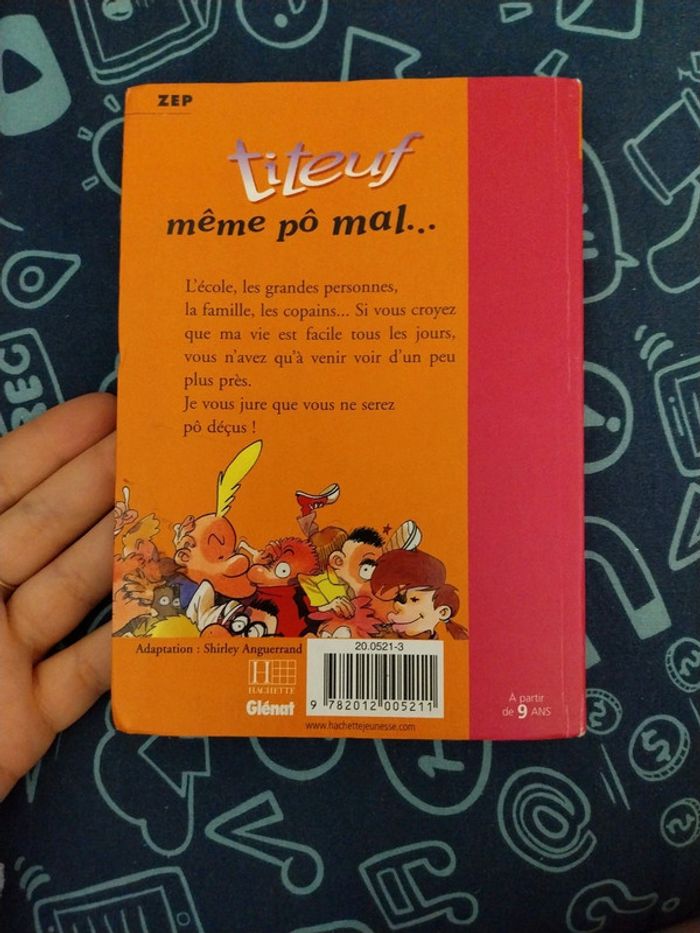 ZEP
titeuf
même pô mal...
L'école, les grandes personnes,
la famille, les copains... Si vous croyez
que ma vie est facile tous les jours,
vous n'avez qu'à venir voir d'un peu
plus près.
Je vous jure que vous ne serez
pô déçus !
Adaptation : Shirley Anguerrand
H
HACHETTE
Glénat
20.0521-3
9 782012 005211
www.hachettejeunesse.com
À partir
de 9 ANS
REC
@